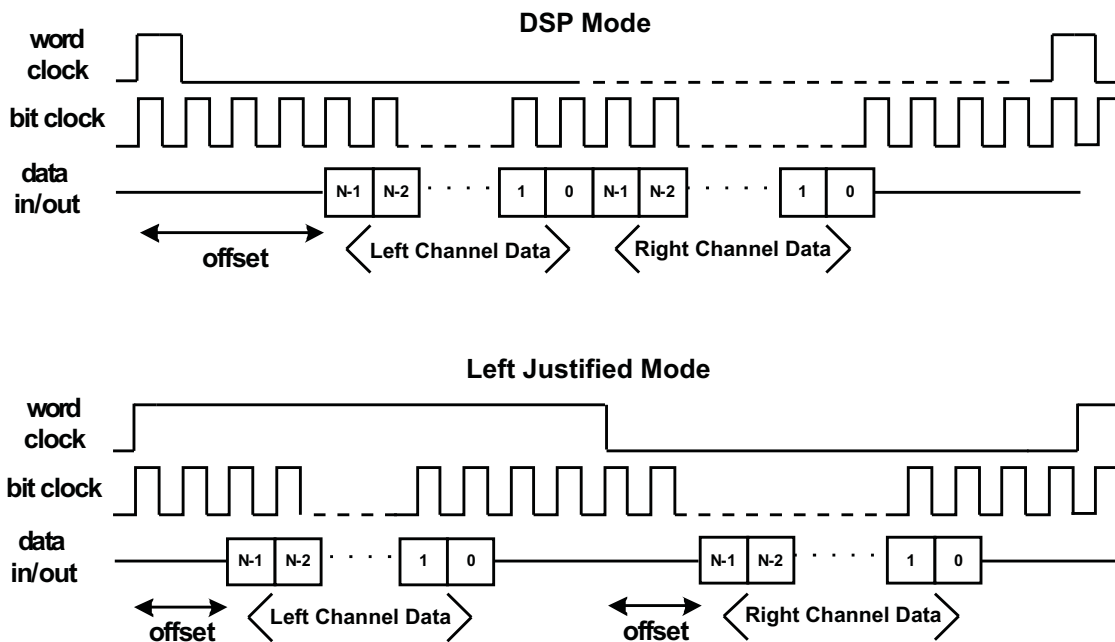 DSP Mode
word
clock
bit clock
data
in/out
N-1 N-2 . . . . . 1 0 N-1 N-2 . . . . . . 1 0
offset
Left Channel Data
Right Channel Data
Left Justified Mode
word
clock
bit clock
data
in/out
N-1 N-2 . . . . . 1 0 N-1 N-2 . . . . . . 1 0
offset
Left Channel Data
offset
Right Channel Data